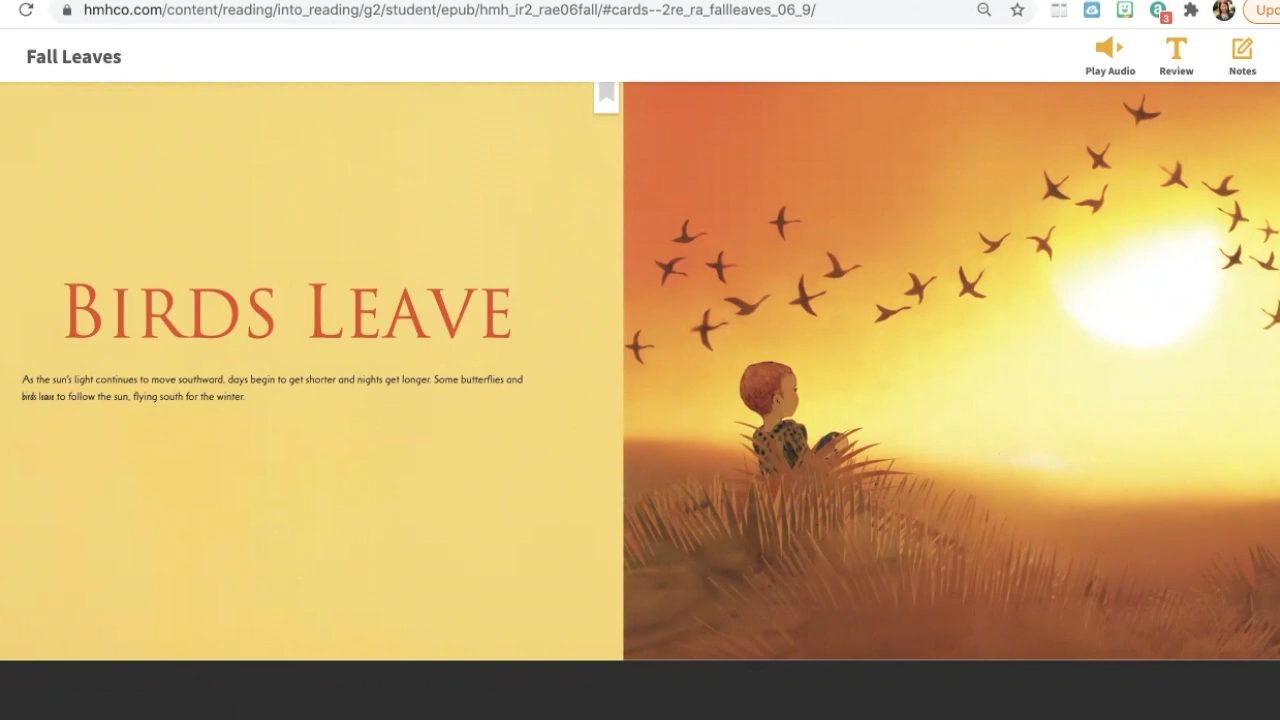 hmhco.com/content/reading/into_reading/g2/student/epub/hmh_ir2_rae06fall/#cards--2re_ra_fallleaves_06_9/
3
Upd
Fall Leaves
Play Audio
T
Review
Notes
BIRDS LEAVE
As the sun's light continues to move southward, days begin to get shorter and nights get longer. Some butterflies and
birds leave to follow the sun, flying south for the winter.